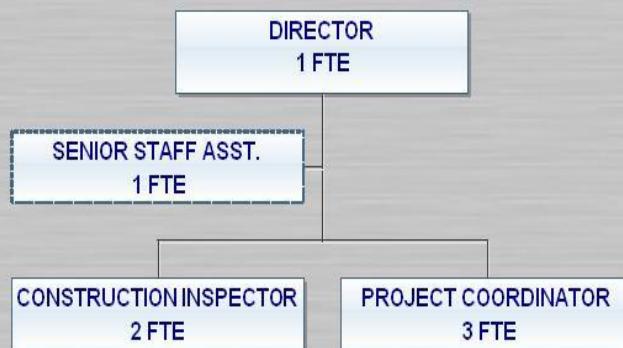 DIRECTOR
1 FTE
SENIOR STAFF ASST.
1 FTE
CONSTRUCTION INSPECTOR
2 FTE
PROJECT COORDINATOR
3 FTE